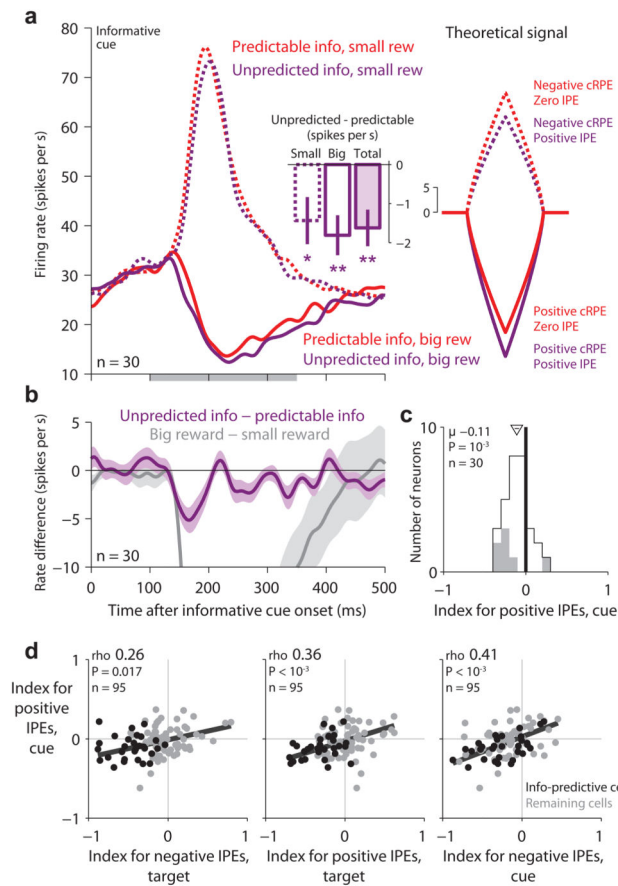 a
Informative
cue
Predictable info, small rew
Unpredicted info, small rew
Theoretical signal
80
70
60
50
40
30
20
10
Firing rate (spikes per s)
Unpredicted - predictable
(spikes per s)
Small Big Total
0
-1
-2
*
**
**
Predictable info, big rew
Unpredicted info, big rew
n = 30
Negative cRPE
Zero IPE
Negative cRPE
Positive IPE
5
0
Positive cRPE
Zero IPE
Positive cRPE
Positive IPE
b
Unpredicted info − predictable info
Big reward − small reward
5
0
-5
-10
Rate difference (spikes per s)
n = 30
0 100 200 300 400 500
Time after informative cue onset (ms)
c
10
5
0
Number of neurons
μ −0.11
P = 10⁻³
n = 30
-1 0 1
Index for positive IPEs, cue
d
Index for
positive IPEs,
cue
1
0
-1
rho 0.26
P = 0.017
n = 95
-1 0 1
Index for negative IPEs,
target
rho 0.36
P < 10⁻³
n = 95
-1 0 1
Index for positive IPEs,
target
rho 0.41
P < 10⁻³
n = 95
Info-predictive ce
Remaining cells
-1 0 1
Index for negative IPEs,
cue